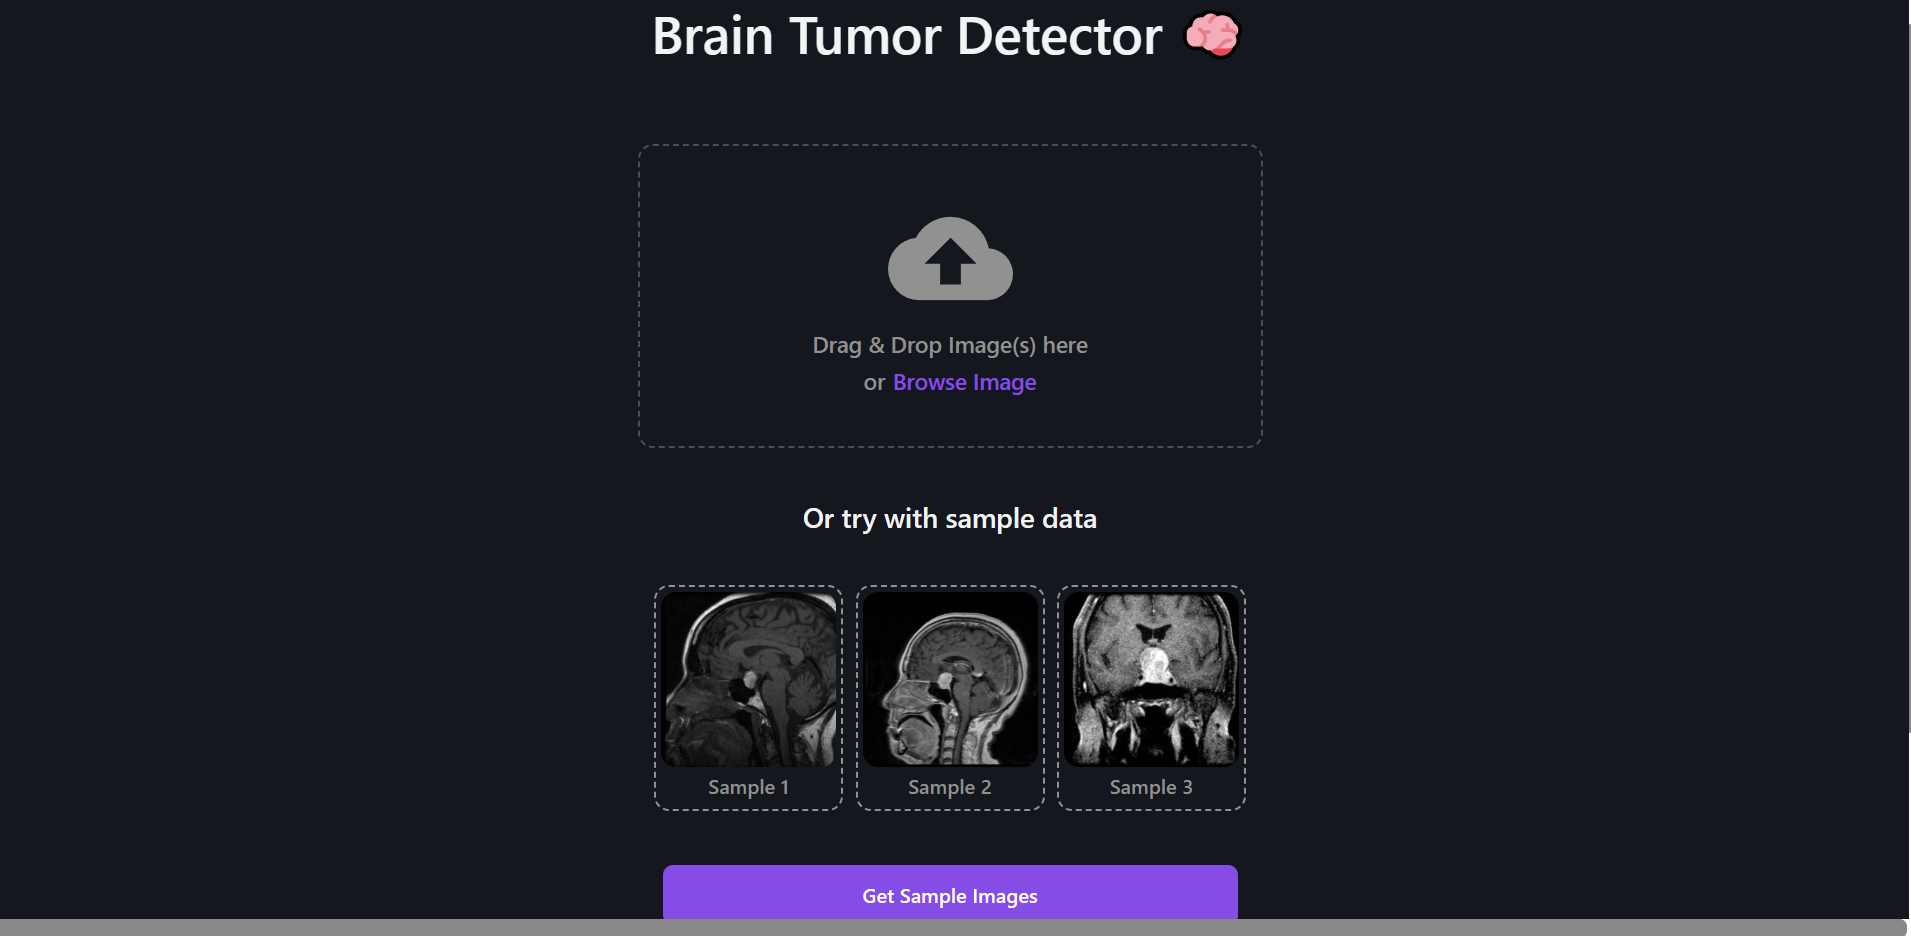 Brain Tumor Detector
Drag & Drop Image(s) here
or Browse Image
Or try with sample data
Sample 1
Sample 2
Sample 3
Get Sample Images